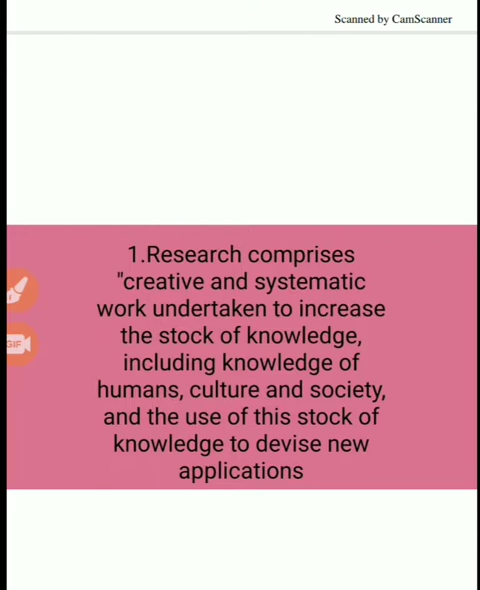 Scanned by CamScanner
1.Research comprises
"creative and systematic
work undertaken to increase
the stock of knowledge,
including knowledge of
humans, culture and society,
and the use of this stock of
knowledge to devise new
applications
GIF